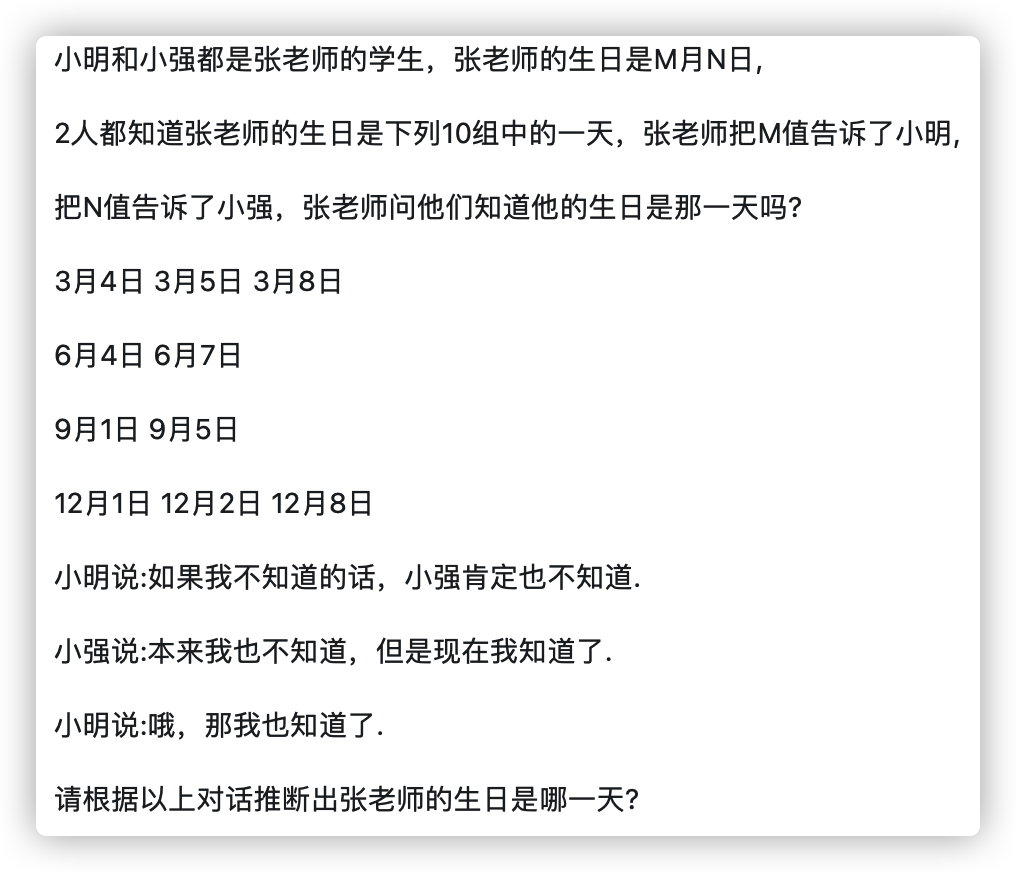 小明和小强都是张老师的学生，张老师的生日是M月N日,
2人都知道张老师的生日是下列10组中的一天，张老师把M值告诉了小明,
把N值告诉了小强，张老师问他们知道他的生日是那一天吗?
3月4日 3月5日 3月8日
6月4日 6月7日
9月1日 9月5日
12月1日 12月2日 12月8日
小明说:如果我不知道的话，小强肯定也不知道.
小强说:本来我也不知道，但是现在我知道了.
小明说:哦，那我也知道了.
请根据以上对话推断出张老师的生日是哪一天?